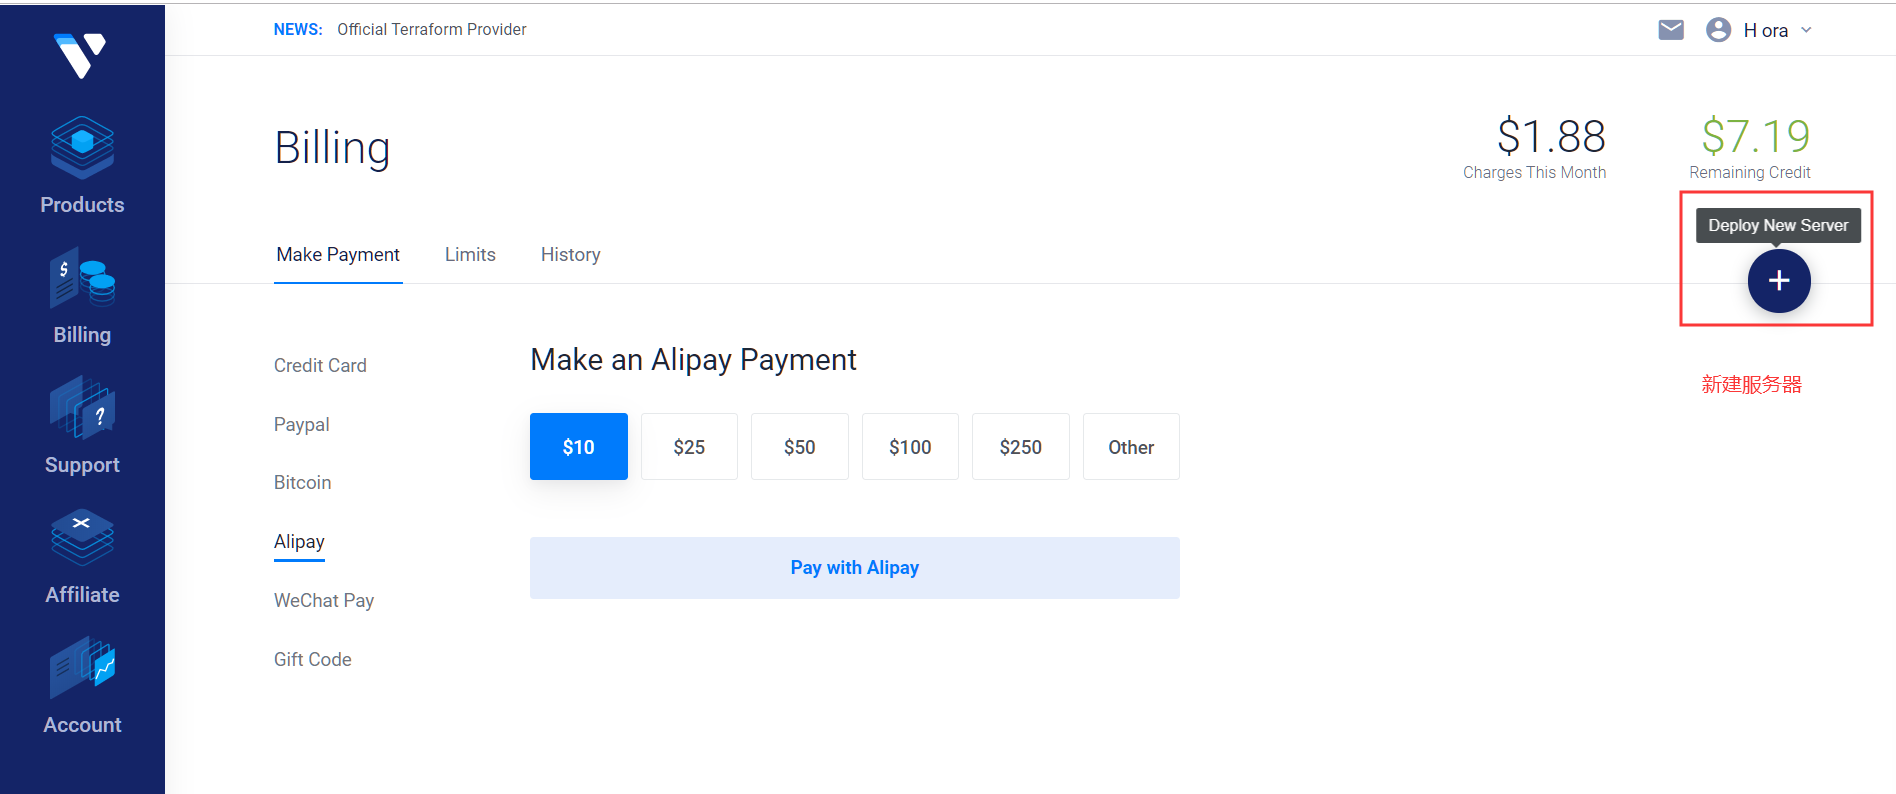 NEWS: Official Terraform Provider
H ora
Products
Billing
Support
Affiliate
Account
Billing
$1.88
Charges This Month
$7.19
Remaining Credit
Deploy New Server
+
Make Payment
Limits
History
新建服务器
Credit Card
Paypal
Bitcoin
Alipay
WeChat Pay
Gift Code
Make an Alipay Payment
$10
$25
$50
$100
$250
Other
Pay with Alipay